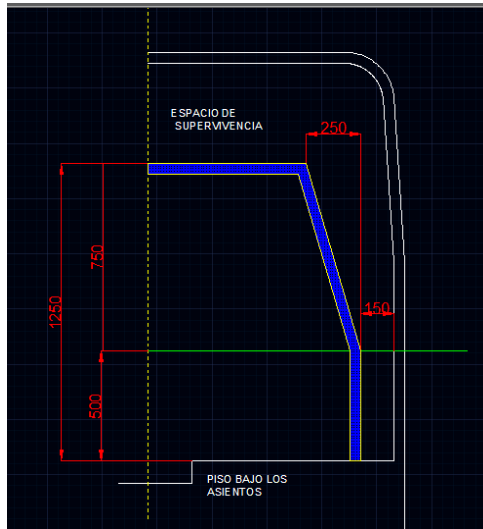 ESPACIO DE
SUPERVIVENCIA
250
750
1250
150
500
PISO BAJO LOS
ASIENTOS